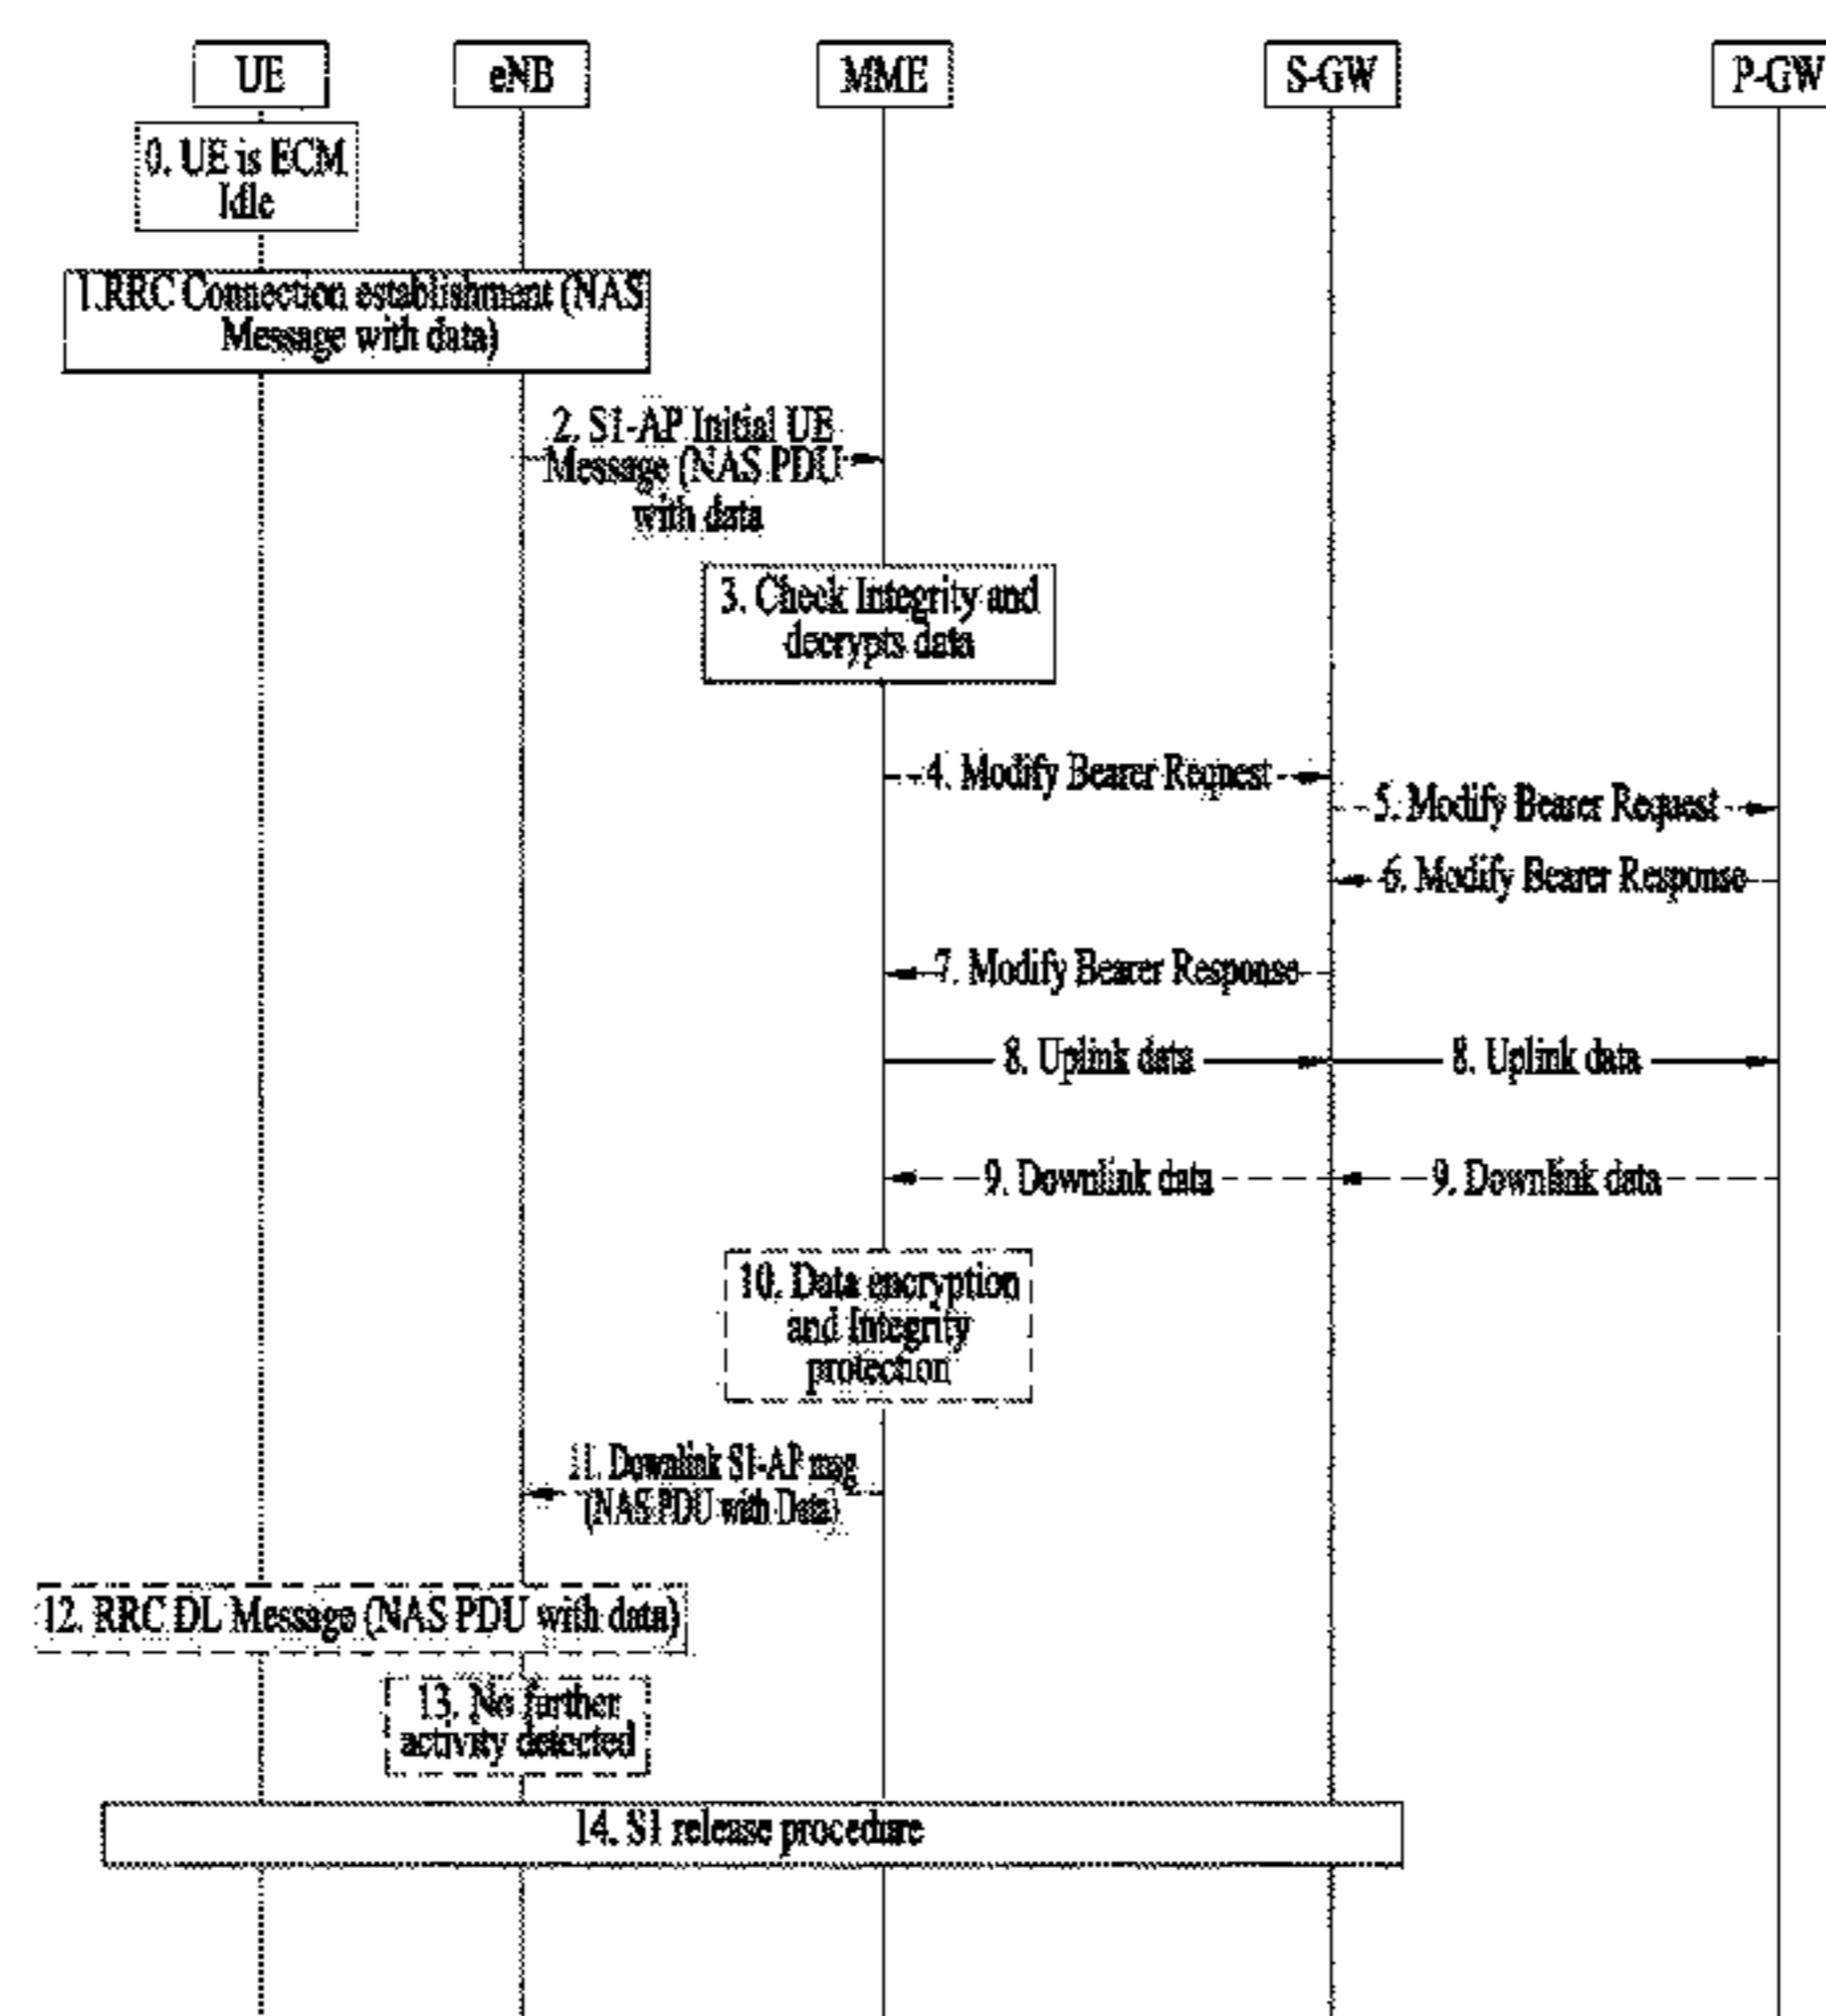 UE
eNB
MME
S-GW
P-GW
0. UE is ECM
Idle
1.RRC Connection establishment (NAS
Message with data)
2. S1-AP Initial UE
Message (NAS PDU
with data
3. Check Integrity and
decrypts data
4. Modify Bearer Request
5. Modify Bearer Request
6. Modify Bearer Response
7. Modify Bearer Response
8. Uplink data
8. Uplink data
9. Downlink data
9. Downlink data
10. Data encryption
and Integrity
protection
11. Downlink S1-AP msg
(NAS PDU with Data)
12. RRC DL Message (NAS PDU with data)
13. No further
activity detected
14. S1 release procedure